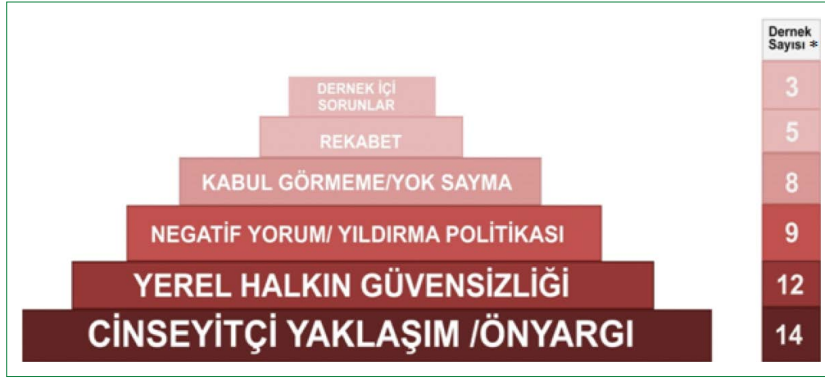 Dernek
Sayısı *
DERNEK İÇİ
SORUNLAR
3
REKABET
5
KABUL GÖRMEME/YOK SAYMA
8
NEGATİF YORUM/ YILDIRMA POLİTİKASI
9
YEREL HALKIN GÜVENSİZLİĞİ
12
CİNSEYİTÇİ YAKLAŞIM /ÖNYARGI
14